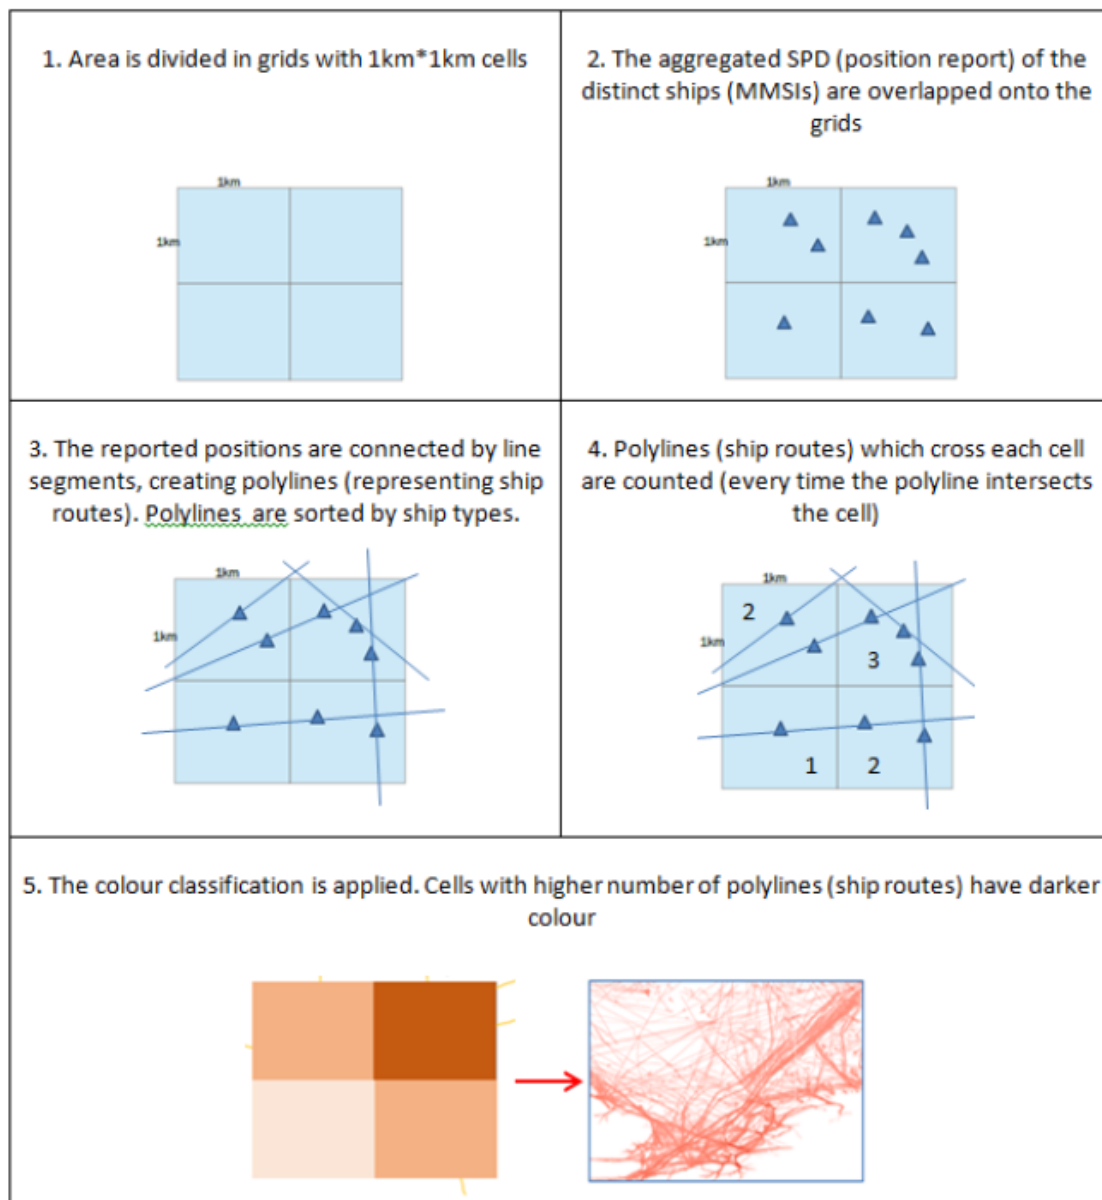 1. Area is divided in grids with 1km*1km cells
1km
1km
2. The aggregated SPD (position report) of the
distinct ships (MMSIs) are overlapped onto the
grids
1km
1km
3. The reported positions are connected by line
segments, creating polylines (representing ship
routes). Polylines are sorted by ship types.
1km
1km
4. Polylines (ship routes) which cross each cell
are counted (every time the polyline intersects
the cell)
1km
2
1km
3
1
2
5. The colour classification is applied. Cells with higher number of polylines (ship routes) have darker
colour